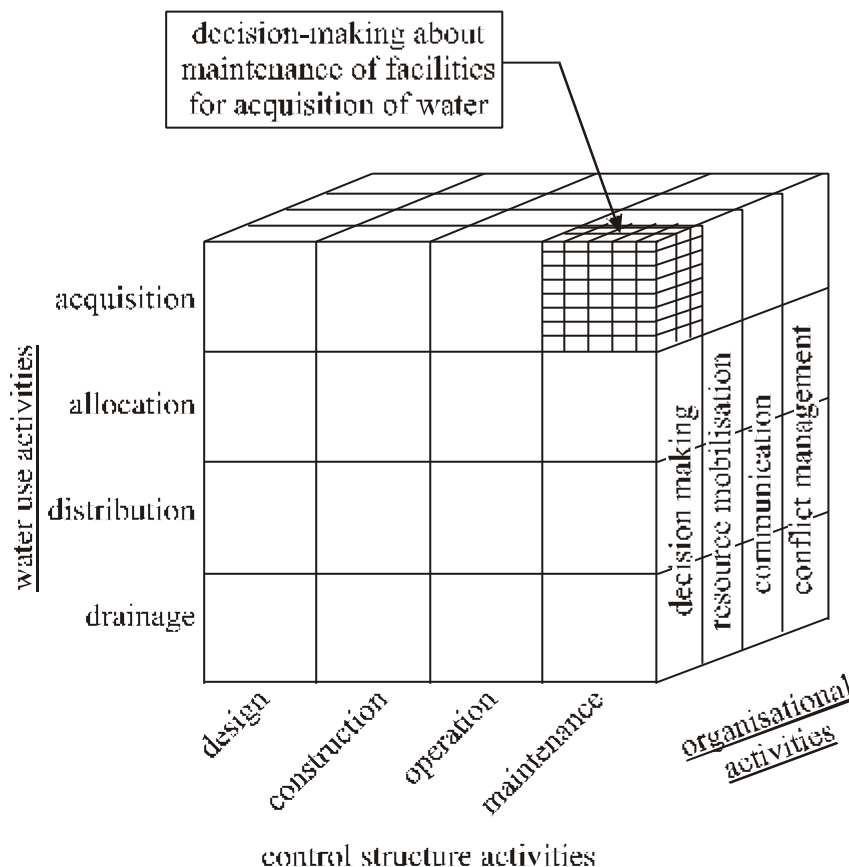 decision-making about
maintenance of facilities
for acquisition of water
acquisition
allocation
distribution
drainage
water use activities
decision making
resource mobilisation
communication
conflict management
design
construction
operation
maintenance
organisational
activities
control structure activities